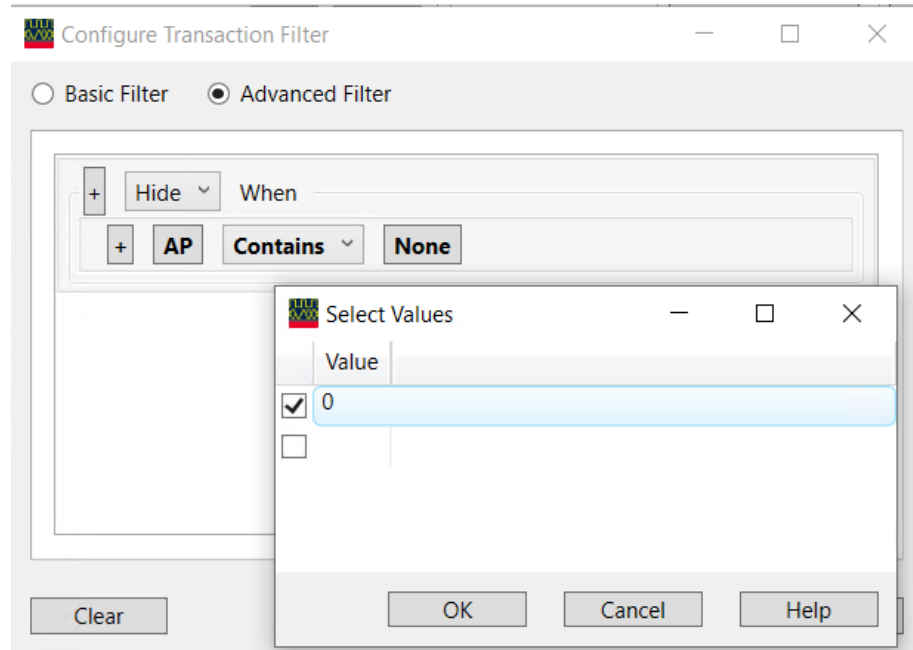 Configure Transaction Filter
Basic Filter Advanced Filter
+ Hide When
+ AP Contains None
Select Values
Value
0
OK Cancel Help
Clear